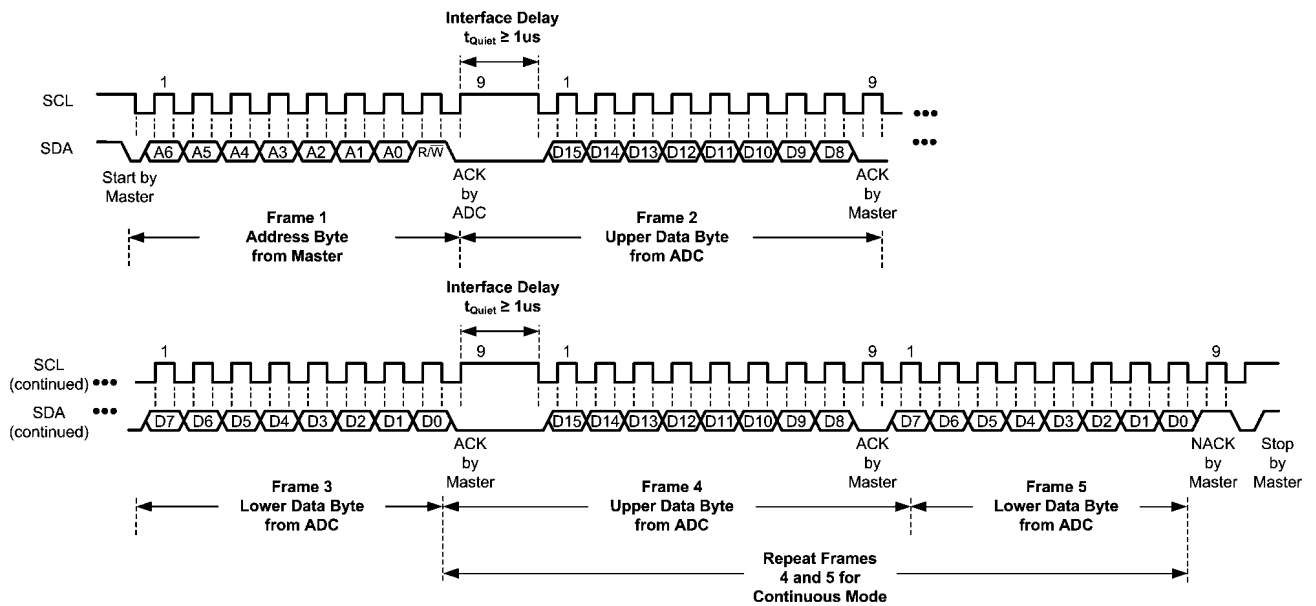 Interface Delay
tQuiet ≥ 1us
1 9 1 9
SCL
SDA A6 A5 A4 A3 A2 A1 A0 R/W̅ D15 D14 D13 D12 D11 D10 D9 D8
Start by
Master
ACK
by
ADC
ACK
by
Master
Frame 1
Address Byte
from Master
Frame 2
Upper Data Byte
from ADC
Interface Delay
tQuiet ≥ 1us
1 9 1 9 1 9
SCL
(continued)
SDA
(continued)
D7 D6 D5 D4 D3 D2 D1 D0 D15 D14 D13 D12 D11 D10 D9 D8 D7 D6 D5 D4 D3 D2 D1 D0
ACK
by
Master
ACK
by
Master
NACK
by
Master
Stop
by
Master
Frame 3
Lower Data Byte
from ADC
Frame 4
Upper Data Byte
from ADC
Frame 5
Lower Data Byte
from ADC
Repeat Frames
4 and 5 for
Continuous Mode